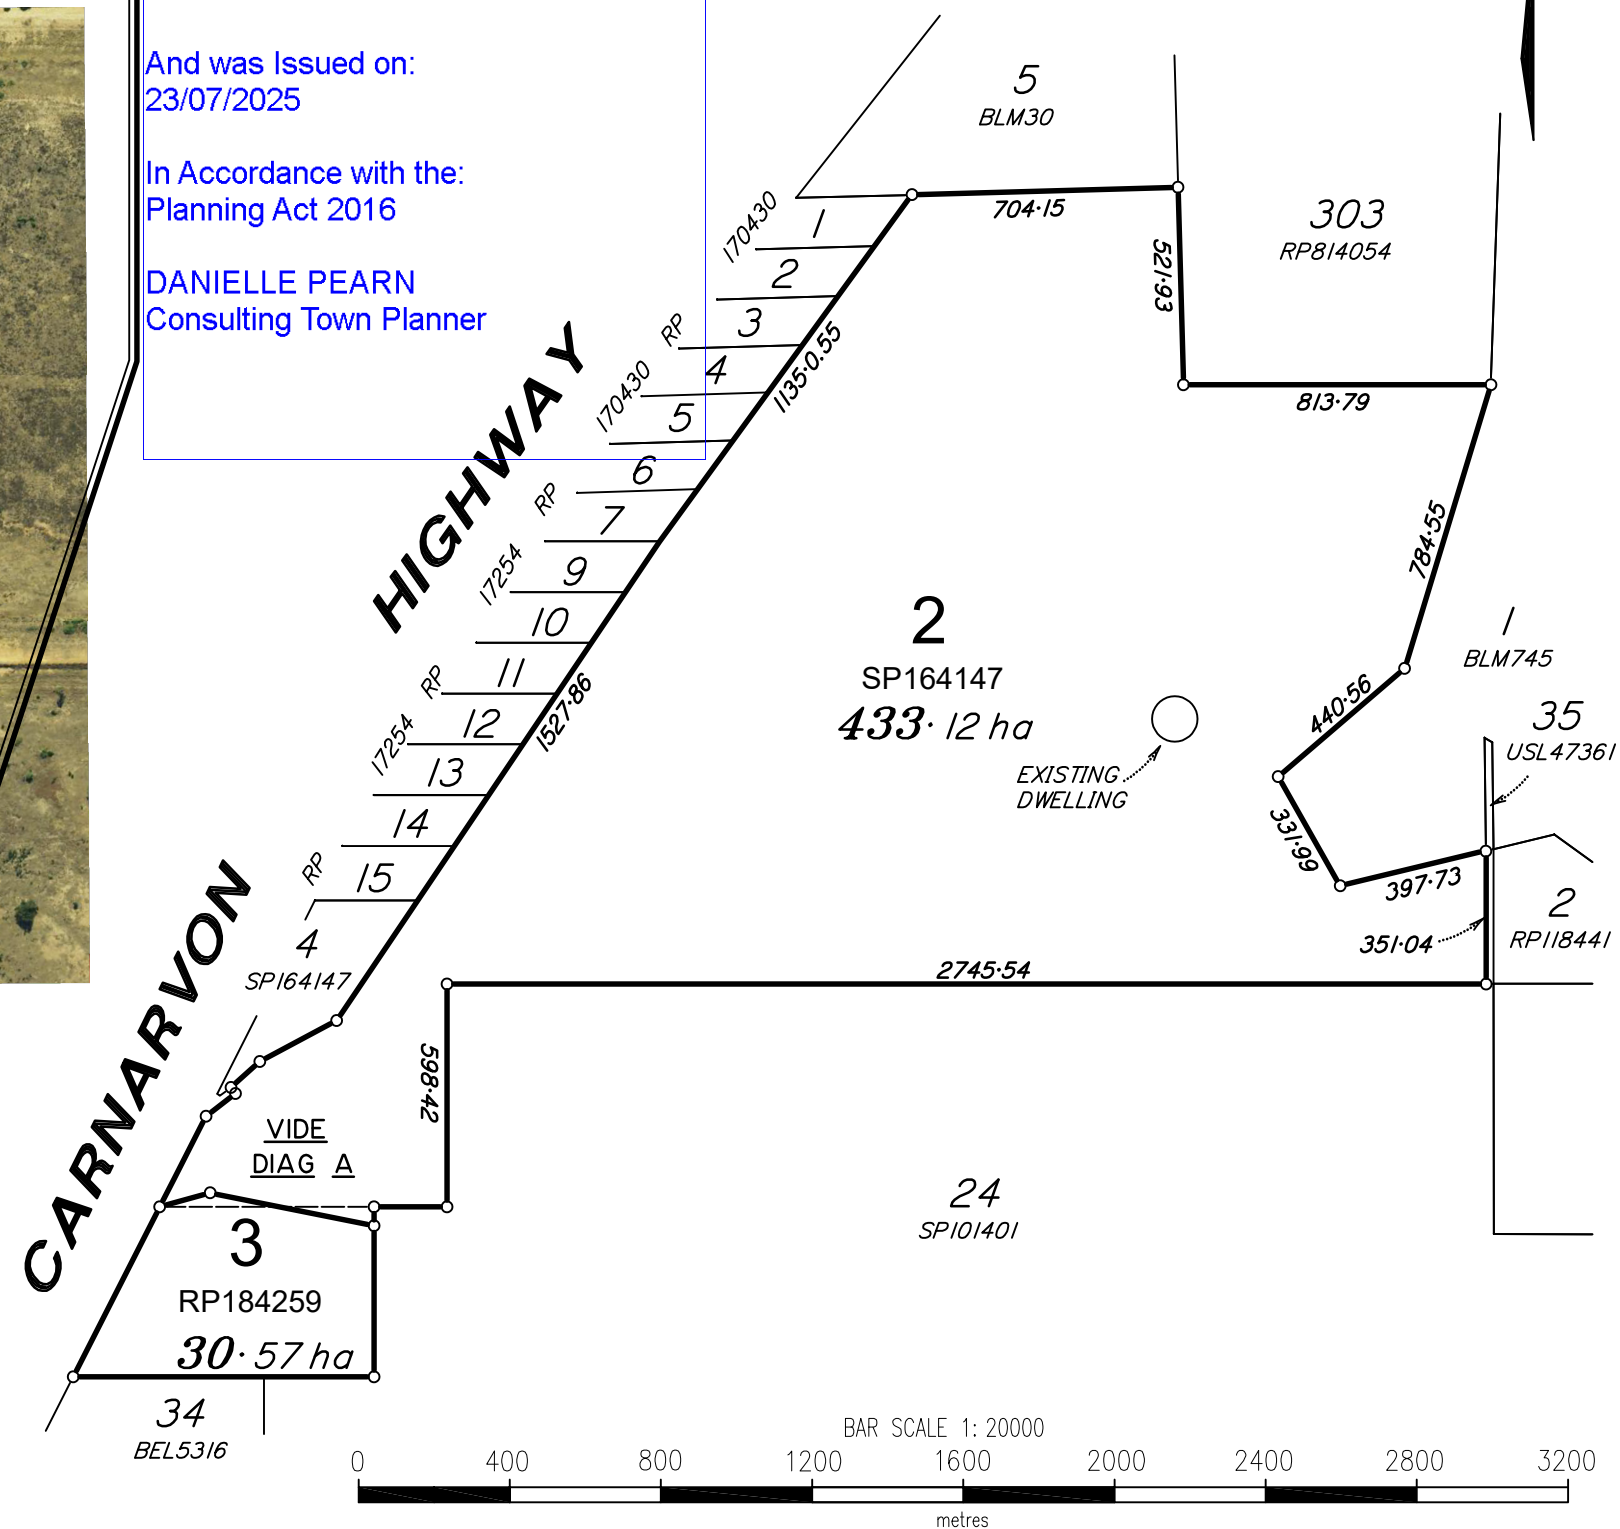 And was Issued on:
23/07/2025
In Accordance with the:
Planning Act 2016
DANIELLE PEARN
Consulting Town Planner
5
BLM30
303
RP814054
704·15
521·93
813·79
784·55
440·56
331·99
397·73
351·04
2745·54
598·42
1135·0.55
1527·86
170430
RP
170430
RP
17254
RP
17254
RP
1
2
3
4
5
6
7
9
10
11
12
13
14
15
4
SP164147
HIGHWAY
CARNARVON
2
SP164147
433·12 ha
EXISTING
DWELLING
1
BLM745
35
USL47361
2
RP118441
VIDE
DIAG A
3
RP184259
30·57 ha
24
SP101401
34
BEL5316
BAR SCALE 1: 20000
0 400 800 1200 1600 2000 2400 2800 3200
metres